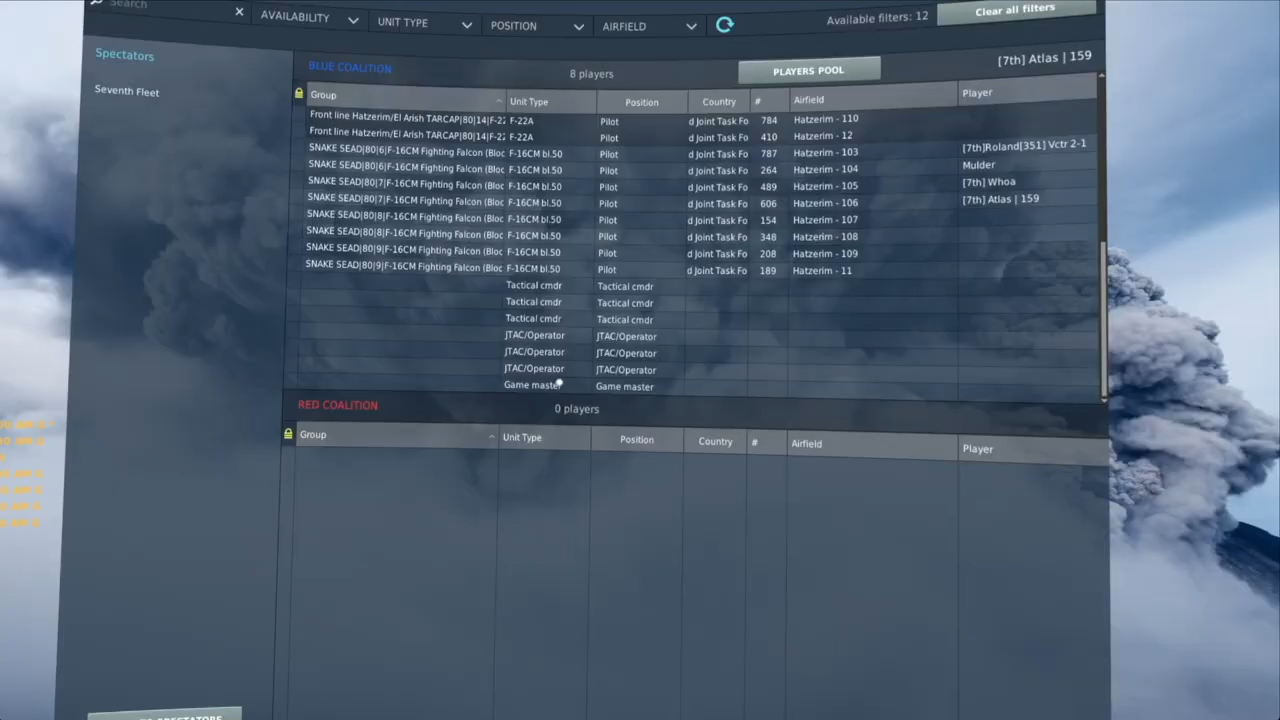 Search × AVAILABILITY UNIT TYPE POSITION AIRFIELD Available filters: 12 Clear all filters
Spectators
Seventh Fleet
BLUE COALITION 8 players PLAYERS POOL [7th] Atlas | 159
Group Unit Type Position Country # Airfield Player
Front line Hatzerim/El Arish TARCAP|80|14|F-22 F-22A Pilot d Joint Task Fo 784 Hatzerim - 110
Front line Hatzerim/El Arish TARCAP|80|14|F-22 F-22A Pilot d Joint Task Fo 410 Hatzerim - 12
SNAKE SEAD|80|6|F-16CM Fighting Falcon (Bloc F-16CM bl.50 Pilot d Joint Task Fo 787 Hatzerim - 103 [7th]Roland[351] Vctr 2-1
SNAKE SEAD|80|6|F-16CM Fighting Falcon (Bloc F-16CM bl.50 Pilot d Joint Task Fo 264 Hatzerim - 104 Mulder
SNAKE SEAD|80|7|F-16CM Fighting Falcon (Bloc F-16CM bl.50 Pilot d Joint Task Fo 489 Hatzerim - 105 [7th] Whoa
SNAKE SEAD|80|7|F-16CM Fighting Falcon (Bloc F-16CM bl.50 Pilot d Joint Task Fo 606 Hatzerim - 106 [7th] Atlas | 159
SNAKE SEAD|80|8|F-16CM Fighting Falcon (Bloc F-16CM bl.50 Pilot d Joint Task Fo 154 Hatzerim - 107
SNAKE SEAD|80|8|F-16CM Fighting Falcon (Bloc F-16CM bl.50 Pilot d Joint Task Fo 348 Hatzerim - 108
SNAKE SEAD|80|9|F-16CM Fighting Falcon (Bloc F-16CM bl.50 Pilot d Joint Task Fo 208 Hatzerim - 109
SNAKE SEAD|80|9|F-16CM Fighting Falcon (Bloc F-16CM bl.50 Pilot d Joint Task Fo 189 Hatzerim - 11
Tactical cmdr Tactical cmdr
Tactical cmdr Tactical cmdr
Tactical cmdr Tactical cmdr
JTAC/Operator JTAC/Operator
JTAC/Operator JTAC/Operator
JTAC/Operator JTAC/Operator
Game master Game master
RED COALITION 0 players
Group Unit Type Position Country # Airfield Player
SPECTATORS